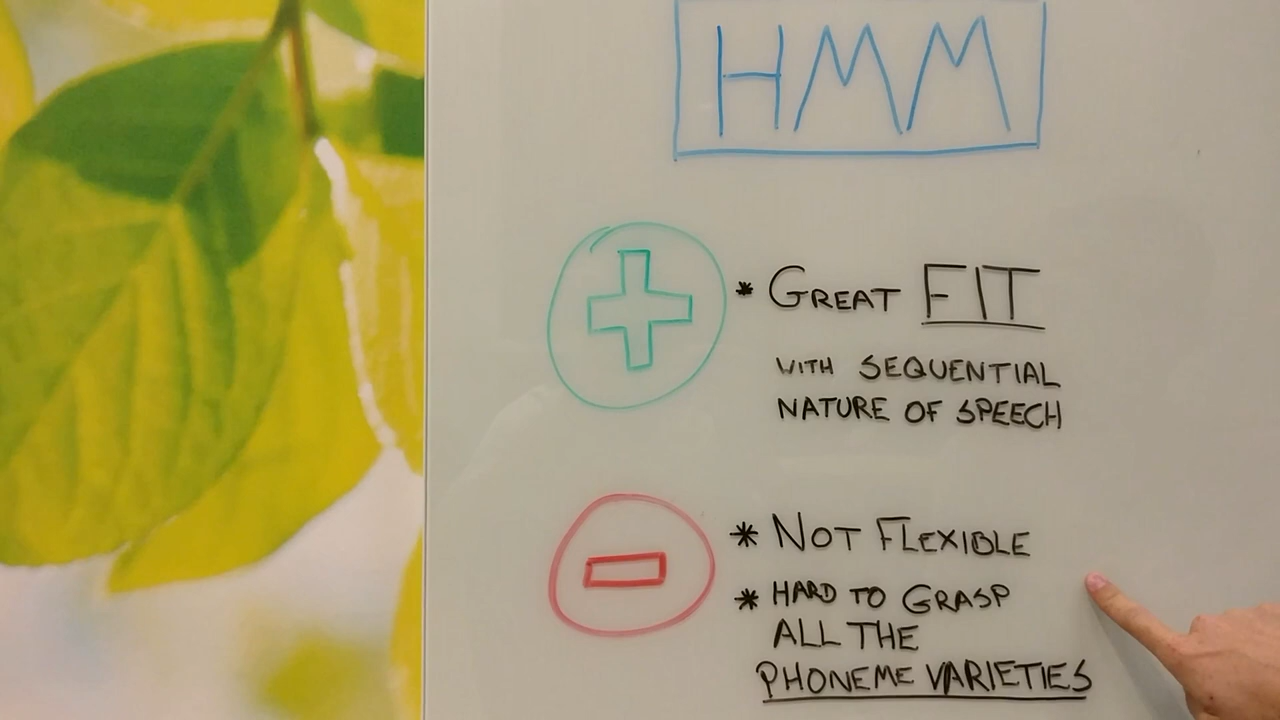 HMM
* GREAT FIT
WITH SEQUENTIAL
NATURE OF SPEECH
* NOT FLEXIBLE
* HARD TO GRASP
ALL THE
PHONEME VARIETIES